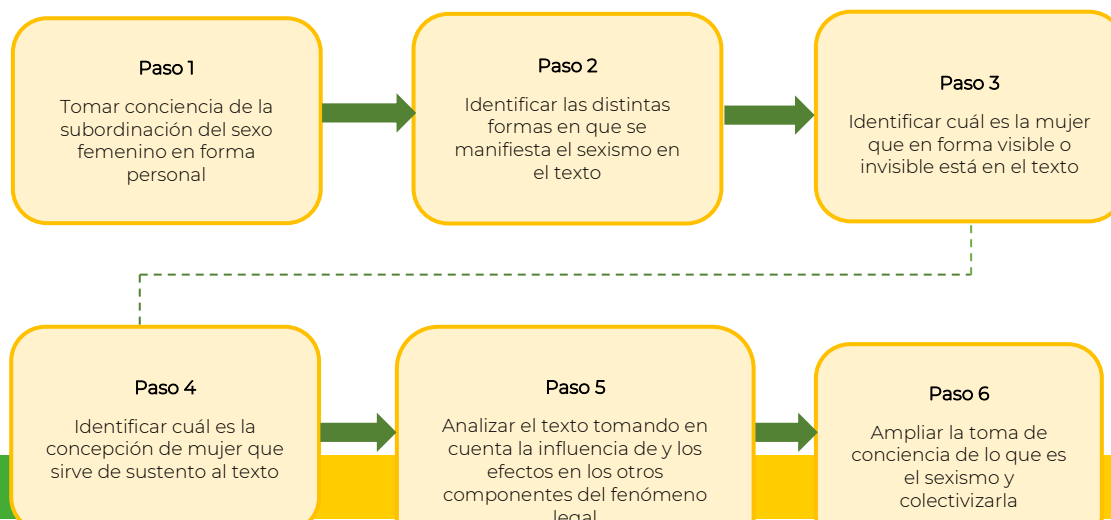 Paso 1
Tomar conciencia de la
subordinación del sexo
femenino en forma
personal
Paso 2
Identificar las distintas
formas en que se
manifiesta el sexismo en
el texto
Paso 3
Identificar cuál es la mujer
que en forma visible o
invisible está en el texto
Paso 4
Identificar cuál es la
concepción de mujer que
sirve de sustento al texto
Paso 5
Analizar el texto tomando en
cuenta la influencia de y los
efectos en los otros
componentes del fenómeno
legal
Paso 6
Ampliar la toma de
conciencia de lo que es
el sexismo y
colectivizarla